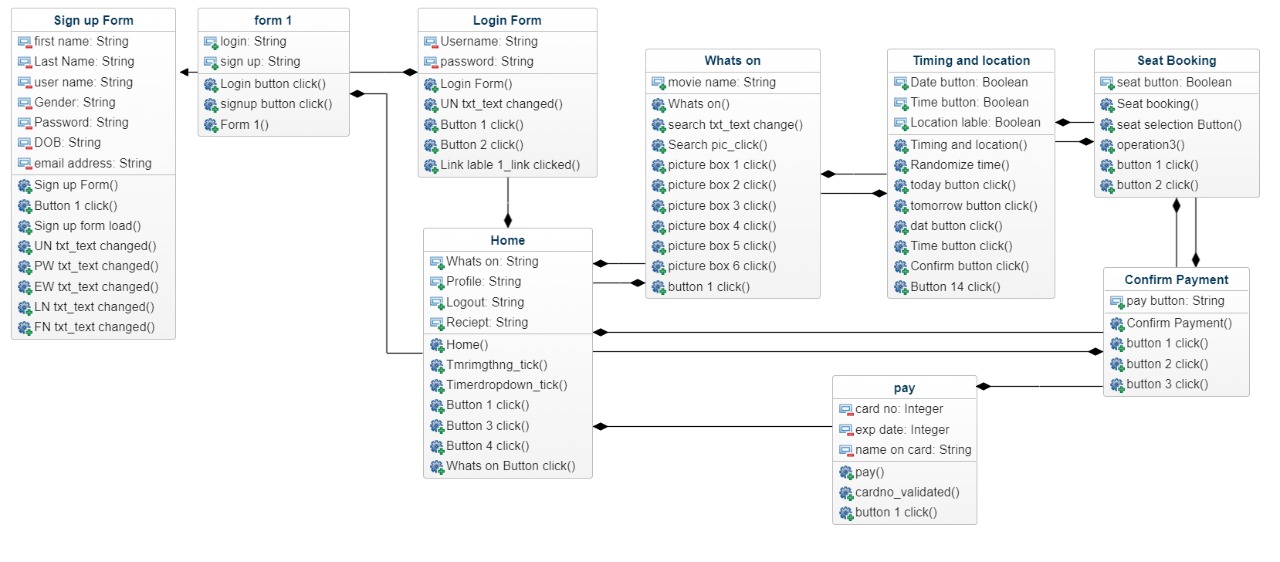 Sign up Form
first name: String
Last Name: String
user name: String
Gender: String
Password: String
DOB: String
email address: String
Sign up Form()
Button 1 click()
Sign up form load()
UN txt_text changed()
PW txt_text changed()
EW txt_text changed()
LN txt_text changed()
FN txt_text changed()
form 1
login: String
sign up: String
Login button click()
signup button click()
Form 1()
Login Form
Username: String
password: String
Login Form()
UN txt_text changed()
Button 1 click()
Button 2 click()
Link lable 1_link clicked()
Home
Whats on: String
Profile: String
Logout: String
Reciept: String
Home()
Tmrimgthng_tick()
Timerdropdown_tick()
Button 1 click()
Button 3 click()
Button 4 click()
Whats on Button click()
Whats on
movie name: String
Whats on()
search txt_text change()
Search pic_click()
picture box 1 click()
picture box 2 click()
picture box 3 click()
picture box 4 click()
picture box 5 click()
picture box 6 click()
button 1 click()
Timing and location
Date button: Boolean
Time button: Boolean
Location lable: Boolean
Timing and location()
Randomize time()
today button click()
tomorrow button click()
dat button click()
Time button click()
Confirm button click()
Button 14 click()
Seat Booking
seat button: Boolean
Seat booking()
seat selection Button()
operation3()
button 1 click()
button 2 click()
Confirm Payment
pay button: String
Confirm Payment()
button 1 click()
button 2 click()
button 3 click()
pay
card no: Integer
exp date: Integer
name on card: String
pay()
cardno_validated()
button 1 click()